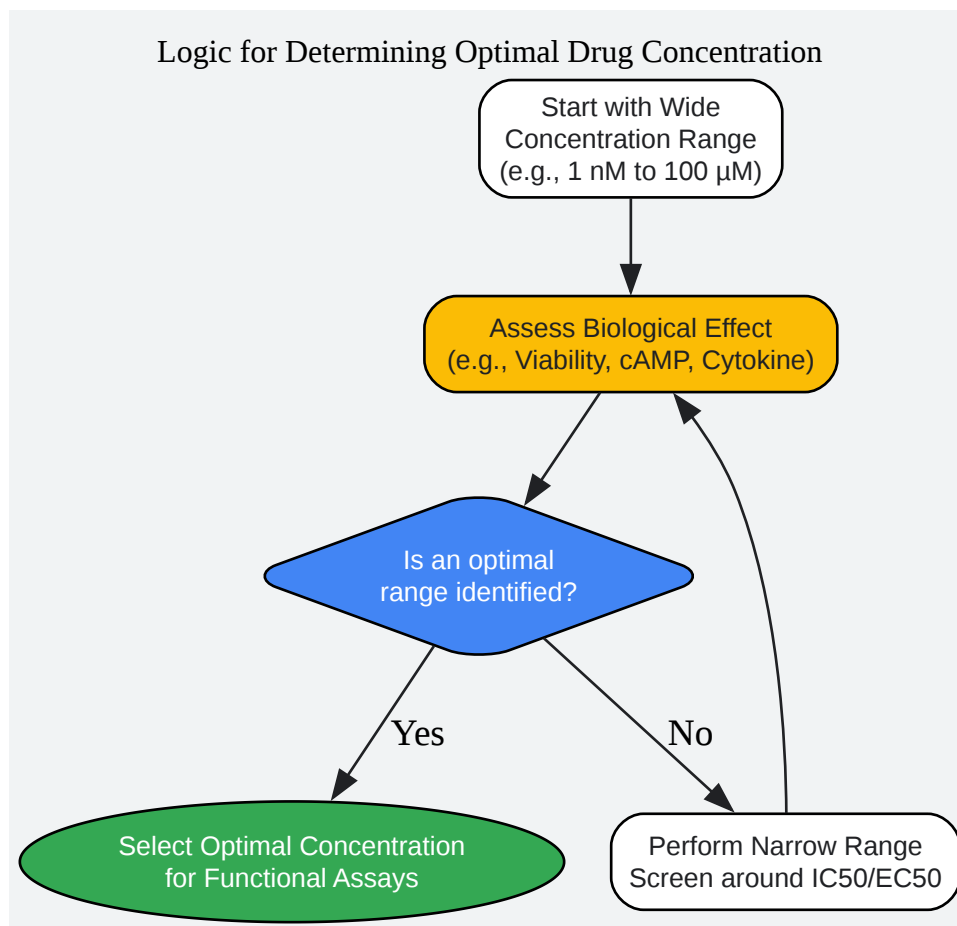 Logic for Determining Optimal Drug Concentration
Start with Wide
Concentration Range
(e.g., 1 nM to 100 µM)
Assess Biological Effect
(e.g., Viability, cAMP, Cytokine)
Is an optimal
range identified?
Yes
No
Select Optimal Concentration
for Functional Assays
Perform Narrow Range
Screen around IC50/EC50